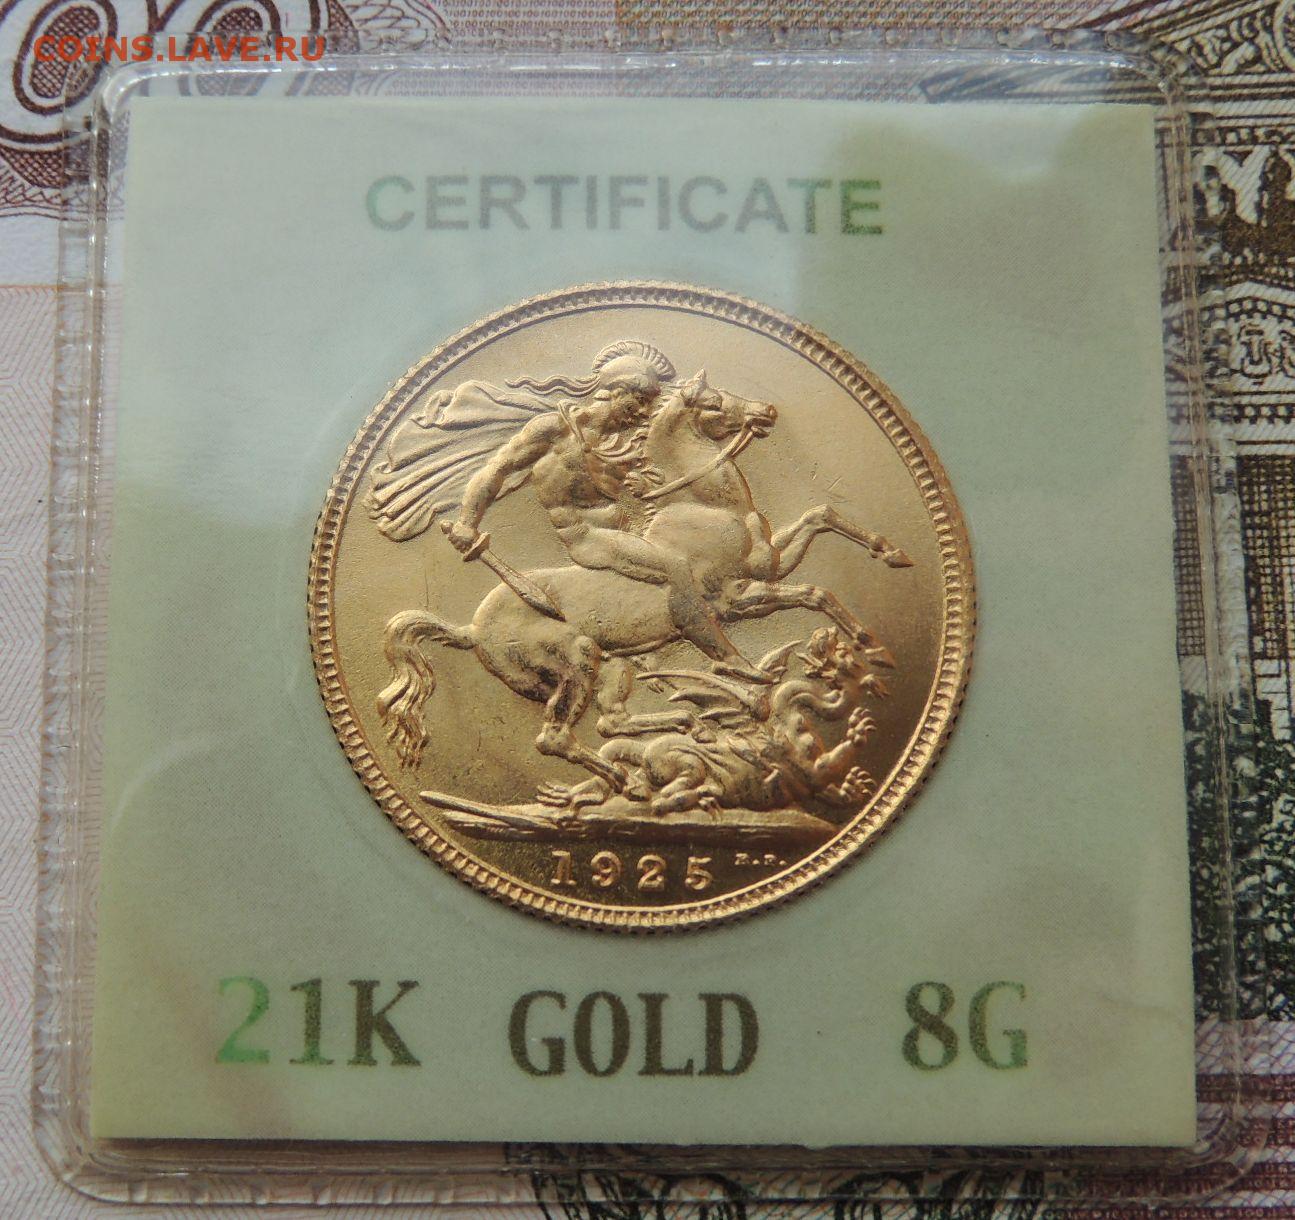 COINS.LAVE.RU
CERTIFICATE
1925 B.P.
21K GOLD 8G